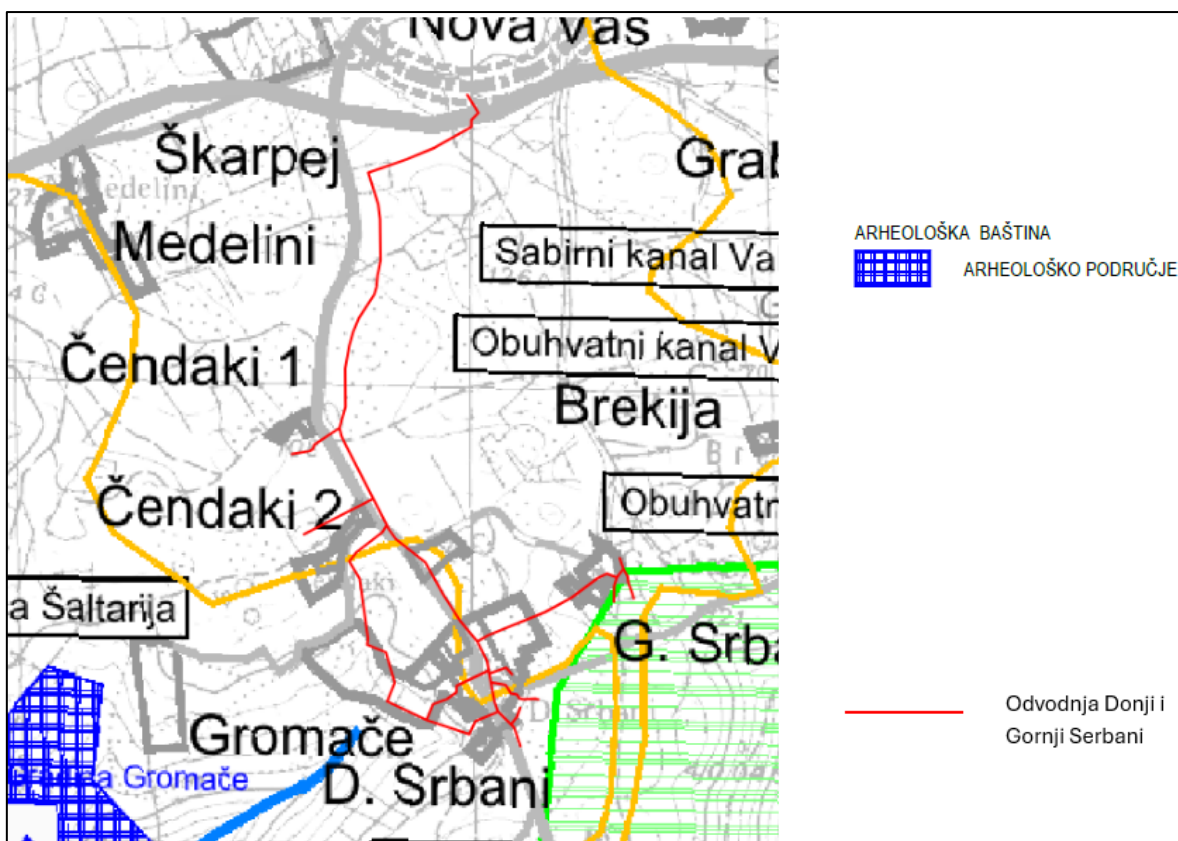 Nova Vas
Škarpej
Grab
Medelini
Sabirni kanal Va
ARHEOLOŠKA BAŠTINA
ARHEOLOŠKO PODRUČJE
Obuhvatni kanal V
Čendaki 1
Brekija
Čendaki 2
Obuhvatn
a Šaltarija
G. Srba
Gromače
Gromače
D. Srbani
Odvodnja Donji i
Gornji Serbani